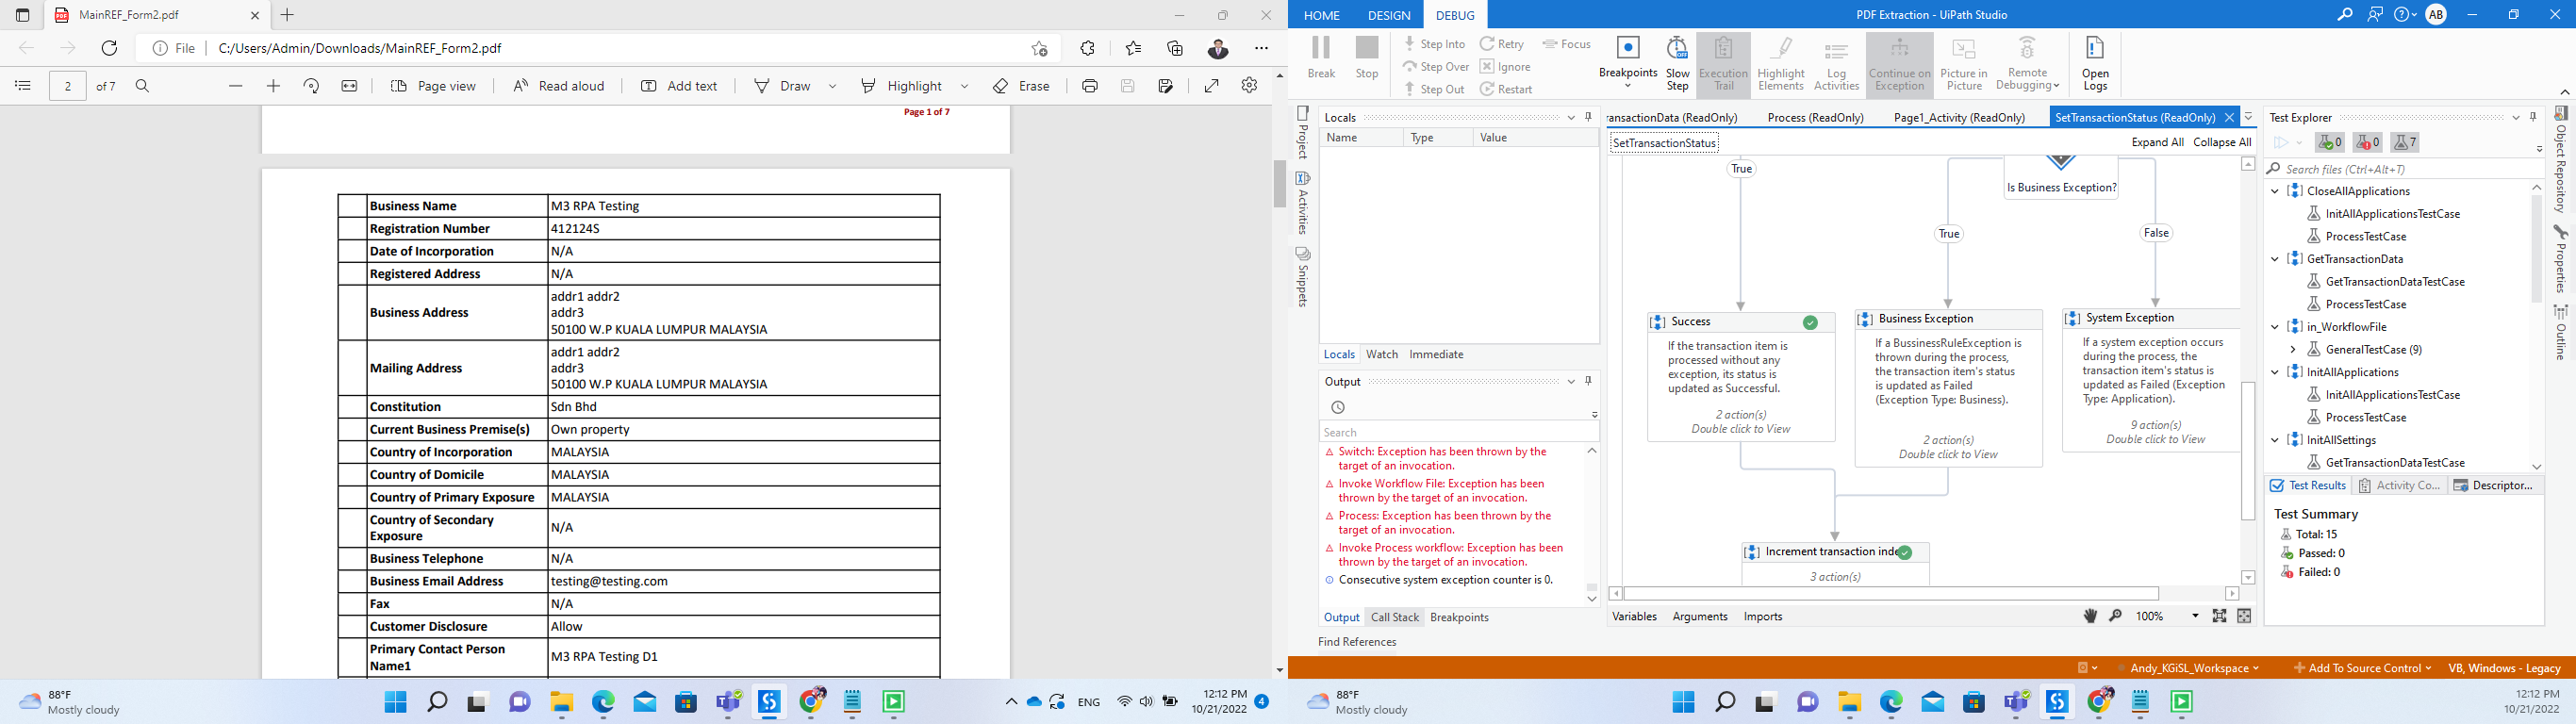 MainREF_Form2.pdf
File
C:/Users/Admin/Downloads/MainREF_Form2.pdf
2 of 7
Page view
Read aloud
Add text
Draw
Highlight
Erase
Page 1 of 7
Business Name M3 RPA Testing
Registration Number 412124S
Date of Incorporation N/A
Registered Address N/A
Business Address addr1 addr2
addr3
50100 W.P KUALA LUMPUR MALAYSIA
Mailing Address addr1 addr2
addr3
50100 W.P KUALA LUMPUR MALAYSIA
Constitution Sdn Bhd
Current Business Premise(s) Own property
Country of Incorporation MALAYSIA
Country of Domicile MALAYSIA
Country of Primary Exposure MALAYSIA
Country of Secondary
Exposure N/A
Business Telephone N/A
Business Email Address testing@testing.com
Fax N/A
Customer Disclosure Allow
Primary Contact Person
Name1 M3 RPA Testing D1
88°F
Mostly cloudy
ENG
12:12 PM
10/21/2022
4
HOME DESIGN DEBUG
PDF Extraction - UiPath Studio
AB
Break
Stop
Step Into
Step Over
Step Out
Retry
Ignore
Restart
Focus
Breakpoints
Slow
Step
Execution
Trail
Highlight
Elements
Log
Activities
Continue on
Exception
Picture in
Picture
Remote
Debugging
Open
Logs
Project
Activities
Snippets
Locals
Name Type Value
Locals Watch Immediate
Output
Search
Switch: Exception has been thrown by the
target of an invocation.
Invoke Workflow File: Exception has been
thrown by the target of an invocation.
Process: Exception has been thrown by the
target of an invocation.
Invoke Process workflow: Exception has been
thrown by the target of an invocation.
Consecutive system exception counter is 0.
Output Call Stack Breakpoints
Find References
ransactionData (ReadOnly) Process (ReadOnly) Page1_Activity (ReadOnly) SetTransactionStatus (ReadOnly)
SetTransactionStatus
Expand All Collapse All
True
Is Business Exception?
True
False
Success
If the transaction item is
processed without any
exception, its status is
updated as Successful.
2 action(s)
Double click to View
Business Exception
If a BussinessRuleException is
thrown during the process,
the transaction item's status
is updated as Failed
(Exception Type: Business).
2 action(s)
Double click to View
System Exception
If a system exception occurs
during the process, the
transaction item's status is
updated as Failed (Exception
Type: Application).
9 action(s)
Double click to View
Increment transaction inde
3 action(s)
Variables Arguments Imports
100%
Test Explorer
0 0 7
Search files (Ctrl+Alt+T)
CloseAllApplications
InitAllApplicationsTestCase
ProcessTestCase
GetTransactionData
GetTransactionDataTestCase
ProcessTestCase
in_WorkflowFile
GeneralTestCase (9)
InitAllApplications
InitAllApplicationsTestCase
ProcessTestCase
InitAllSettings
GetTransactionDataTestCase
Test Results Activity Co... Descriptor...
Test Summary
Total: 15
Passed: 0
Failed: 0
Object Repository
Properties
Outline
Andy_KGiSL_Workspace
Add To Source Control
VB, Windows - Legacy
88°F
Mostly cloudy
12:12 PM
10/21/2022